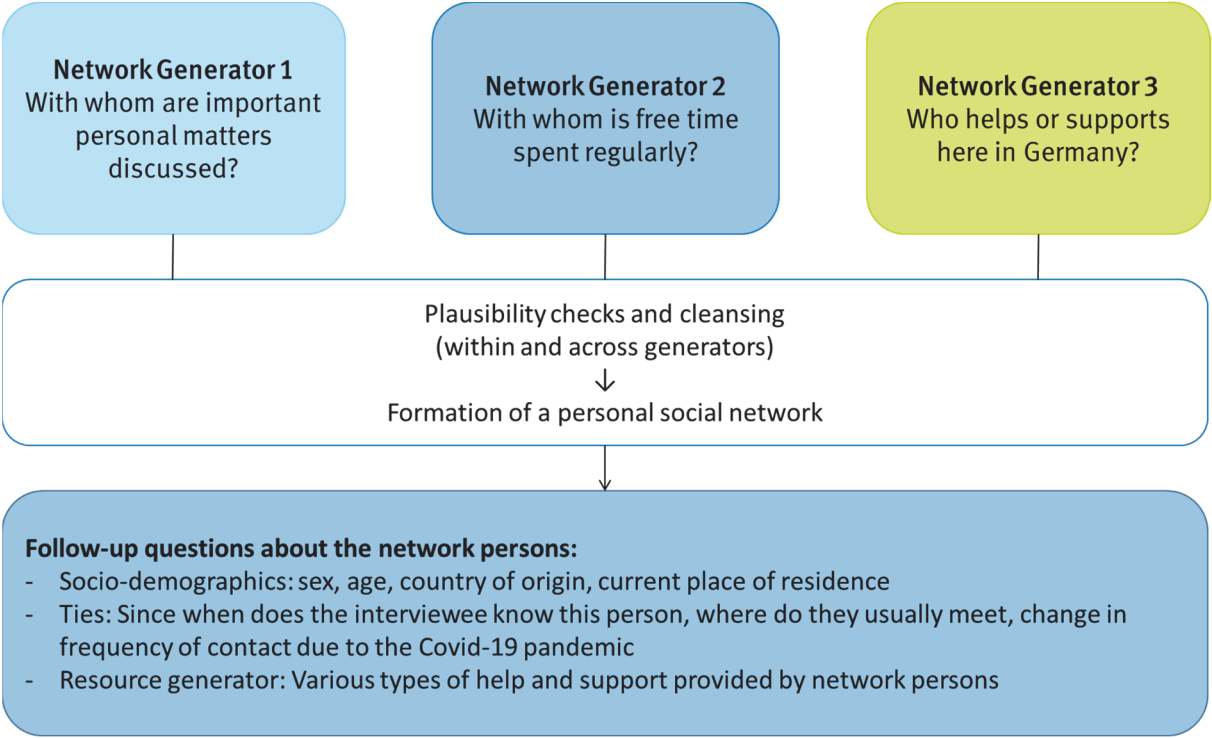 Network Generator 1
With whom are important
personal matters
discussed?
Network Generator 2
With whom is free time
spent regularly?
Network Generator 3
Who helps or supports
here in Germany?
Plausibility checks and cleansing
(within and across generators)
Formation of a personal social network
Follow-up questions about the network persons:
- Socio-demographics: sex, age, country of origin, current place of residence
- Ties: Since when does the interviewee know this person, where do they usually meet, change in
frequency of contact due to the Covid-19 pandemic
- Resource generator: Various types of help and support provided by network persons